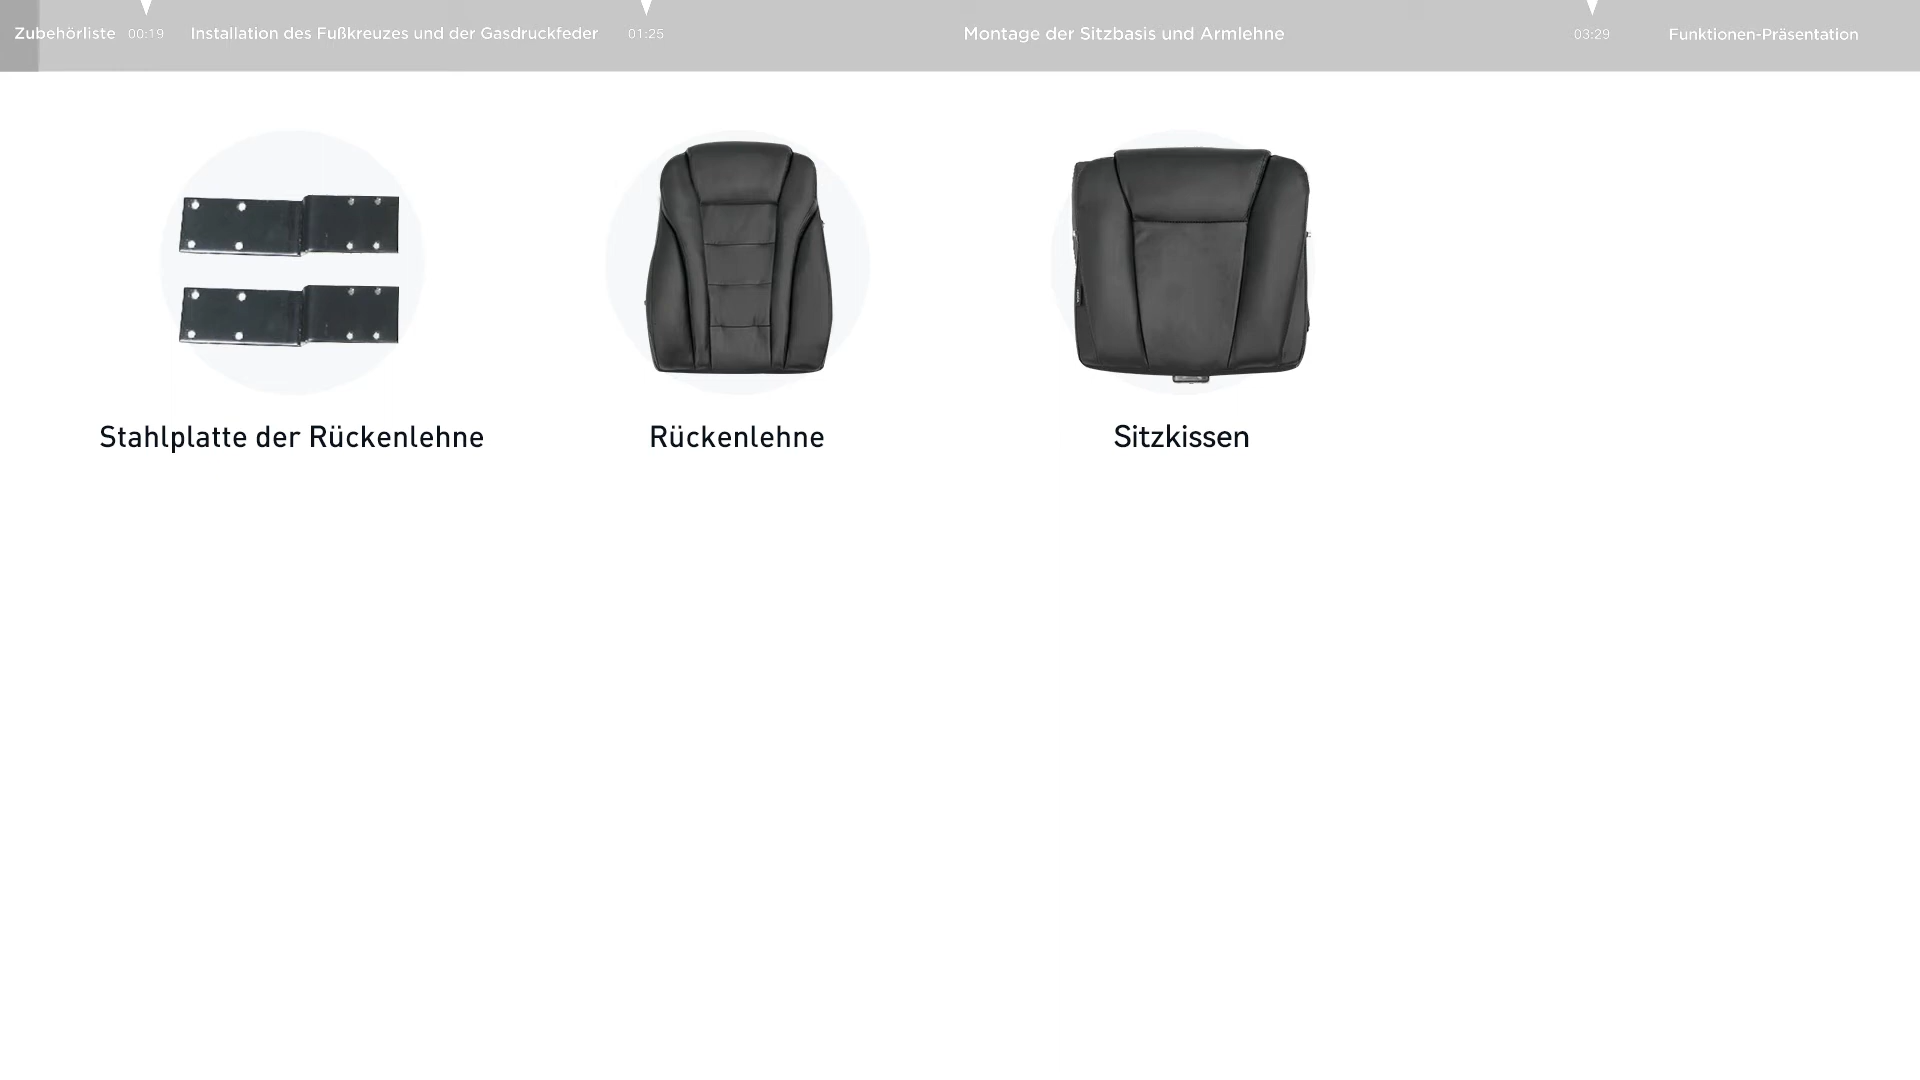 Zubehörliste 00:19 Installation des Fußkreuzes und der Gasdruckfeder 01:25 Montage der Sitzbasis und Armlehne 03:29 Funktionen-Präsentation
Stahlplatte der Rückenlehne
Rückenlehne
Sitzkissen